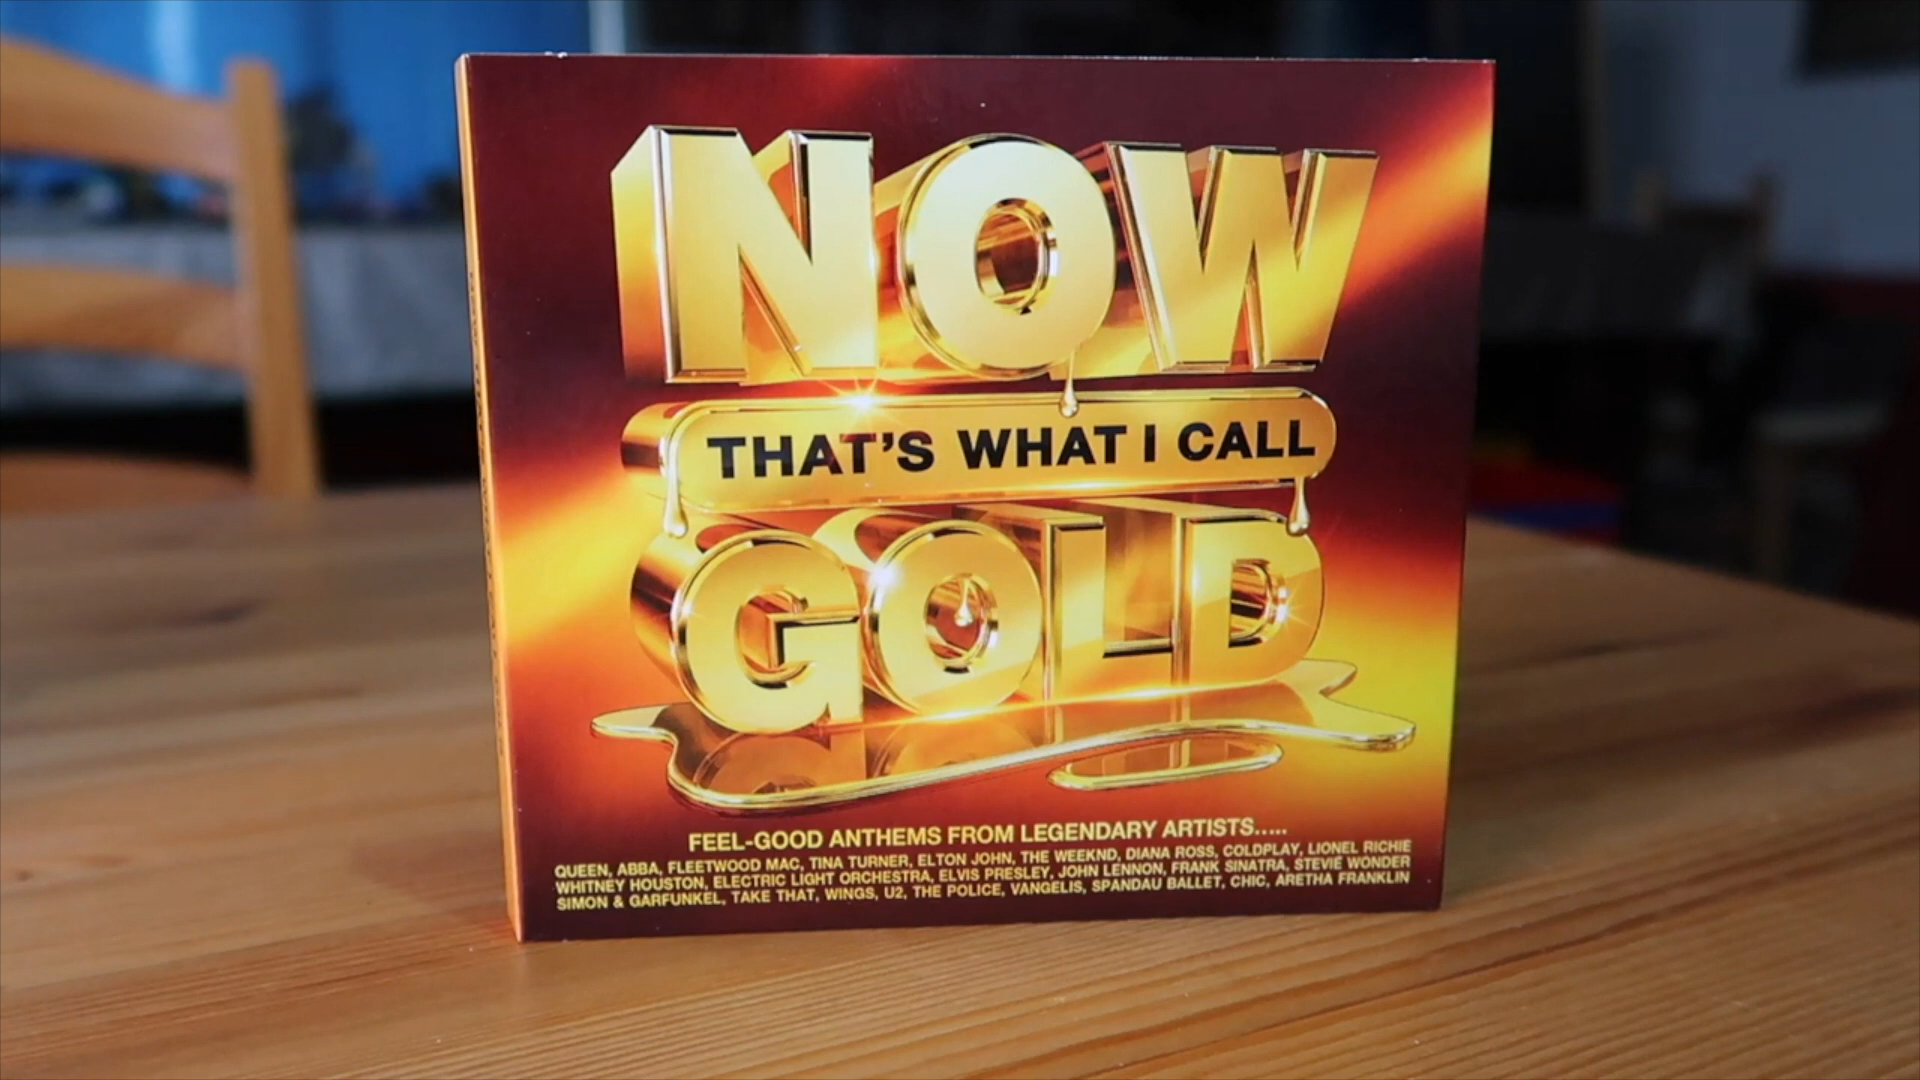 NOW
THAT'S WHAT I CALL
GOLD
FEEL-GOOD ANTHEMS FROM LEGENDARY ARTISTS.....
QUEEN, ABBA, FLEETWOOD MAC, TINA TURNER, ELTON JOHN, THE WEEKND, DIANA ROSS, COLDPLAY, LIONEL RICHIE
WHITNEY HOUSTON, ELECTRIC LIGHT ORCHESTRA, ELVIS PRESLEY, JOHN LENNON, FRANK SINATRA, STEVIE WONDER
SIMON & GARFUNKEL, TAKE THAT, WINGS, U2, THE POLICE, VANGELIS, SPANDAU BALLET, CHIC, ARETHA FRANKLIN